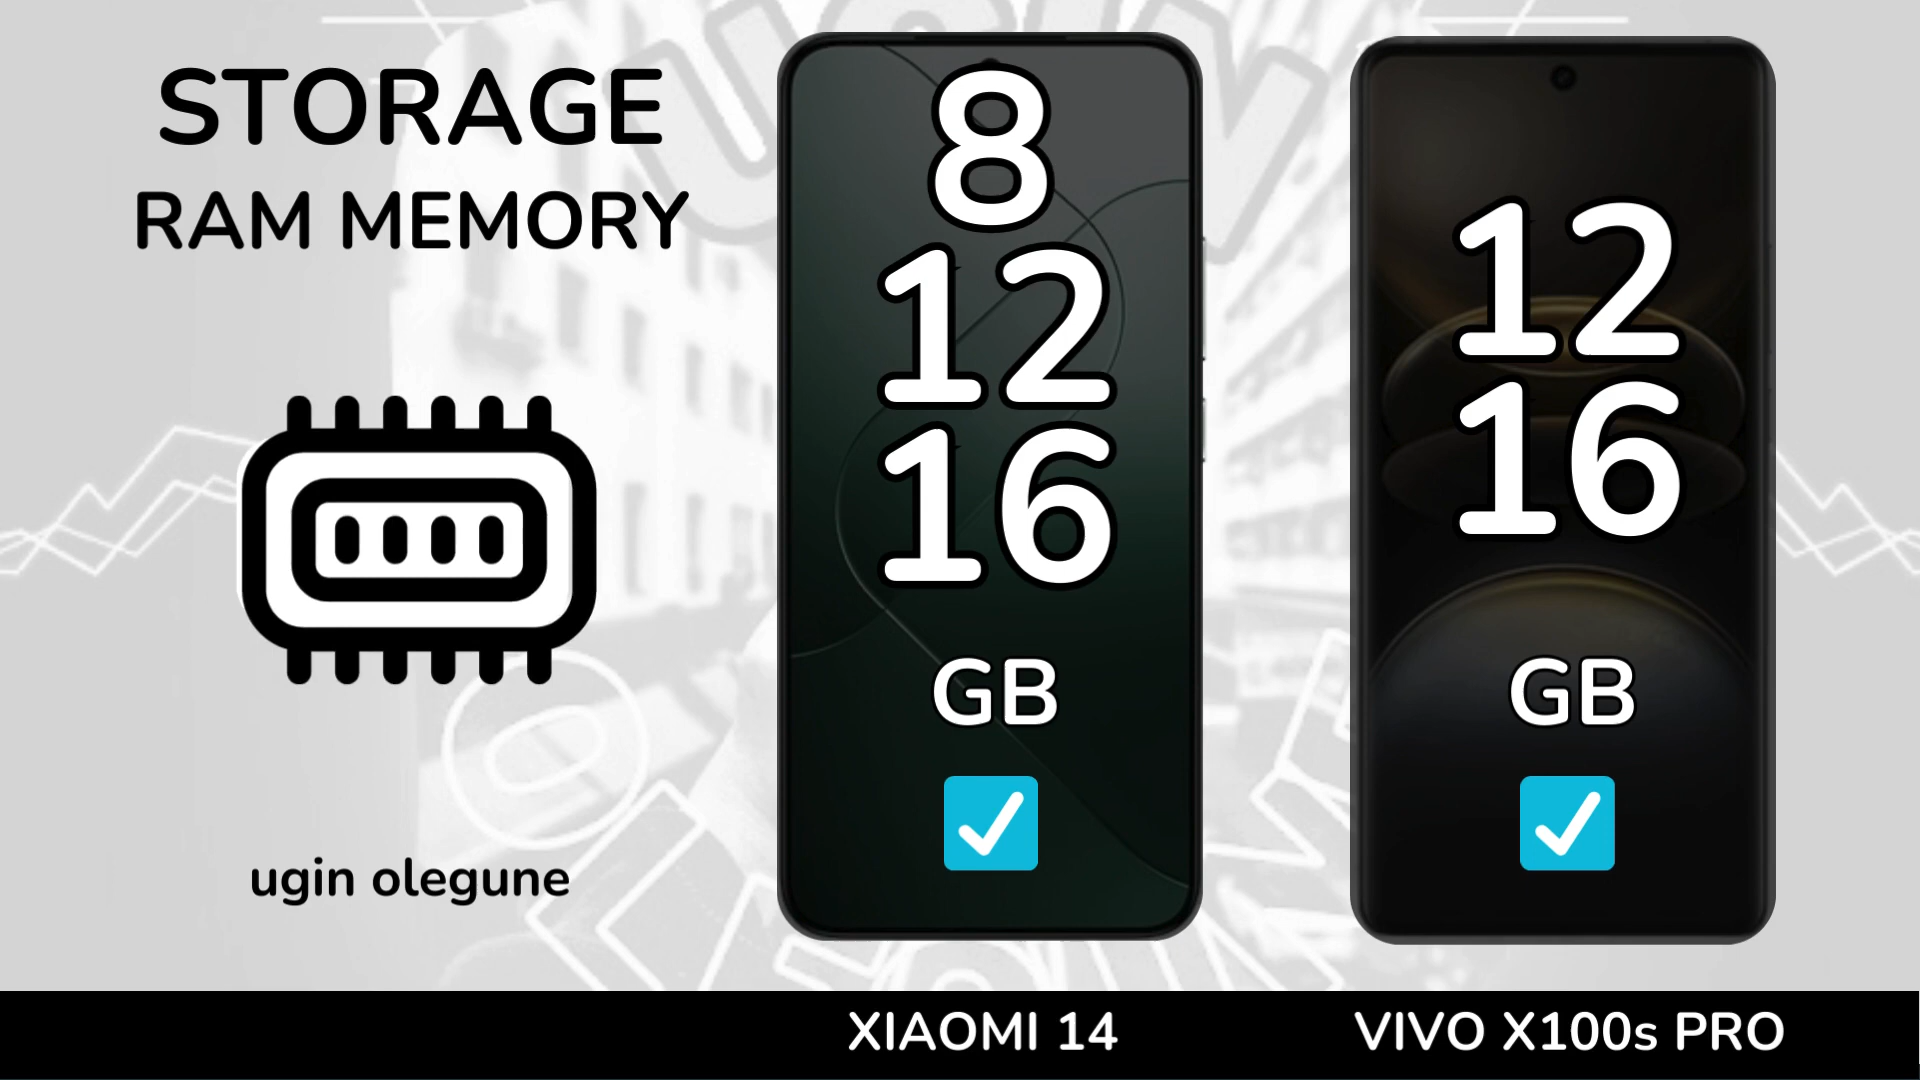 STORAGE
RAM MEMORY
ugin olegune
8
12
16
GB
12
16
GB
XIAOMI 14
VIVO X100s PRO